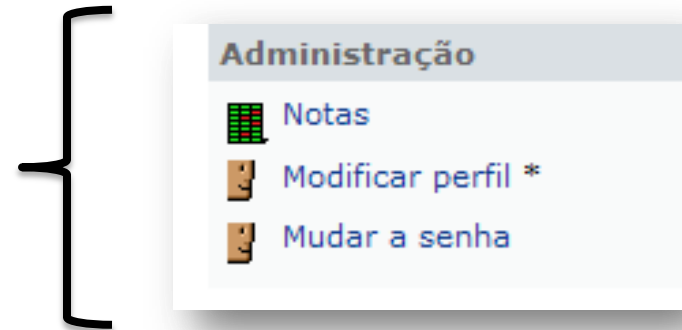 Administração
Notas
Modificar perfil *
Mudar a senha